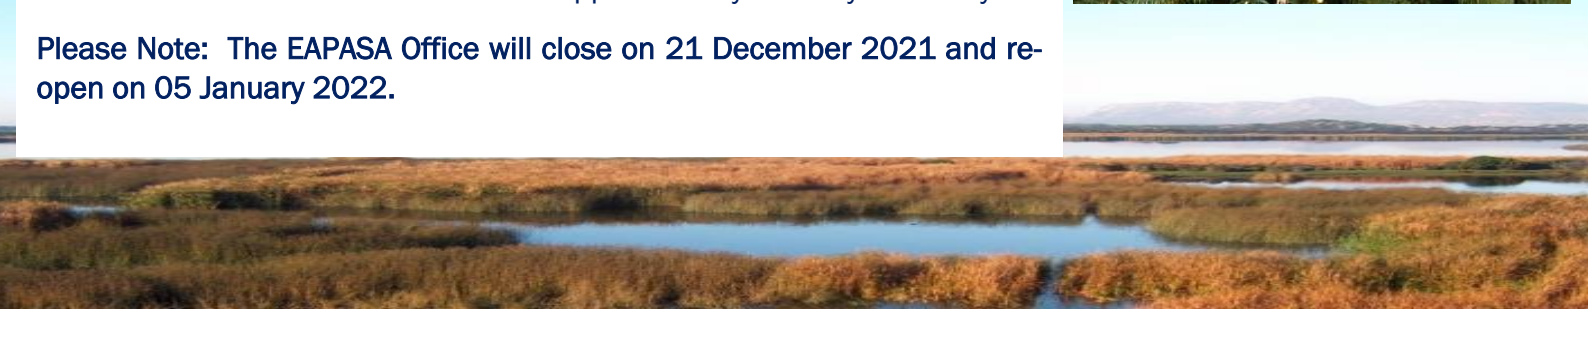 Please Note: The EAPASA Office will close on 21 December 2021 and re-
open on 05 January 2022.